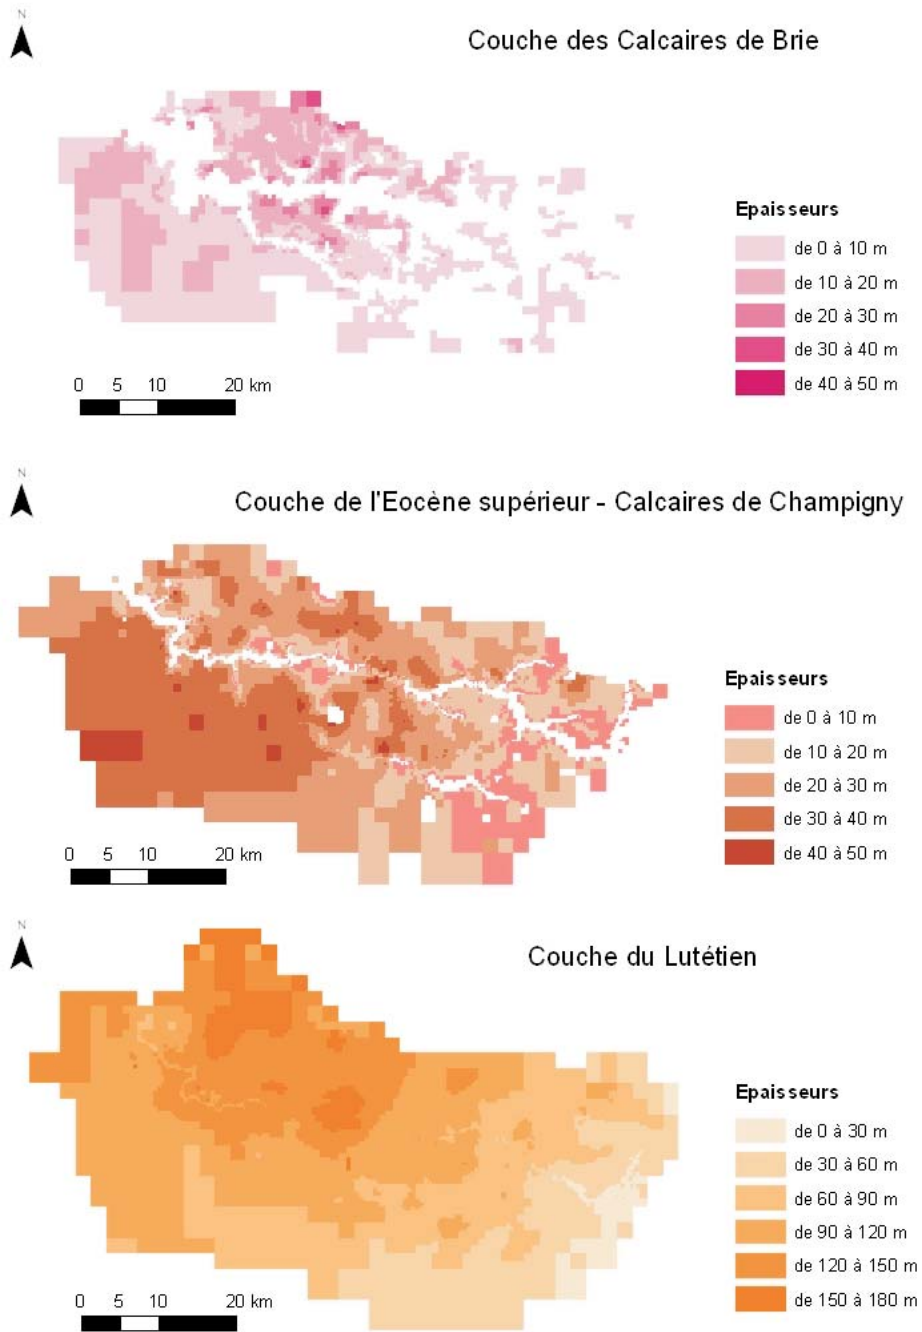 N
Couche des Calcaires de Brie
Epaisseurs
de 0 à 10 m
de 10 à 20 m
de 20 à 30 m
de 30 à 40 m
de 40 à 50 m
0 5 10 20 km
N
Couche de l'Eocène supérieur - Calcaires de Champigny
Epaisseurs
de 0 à 10 m
de 10 à 20 m
de 20 à 30 m
de 30 à 40 m
de 40 à 50 m
0 5 10 20 km
N
Couche du Lutétien
Epaisseurs
de 0 à 30 m
de 30 à 60 m
de 60 à 90 m
de 90 à 120 m
de 120 à 150 m
de 150 à 180 m
0 5 10 20 km